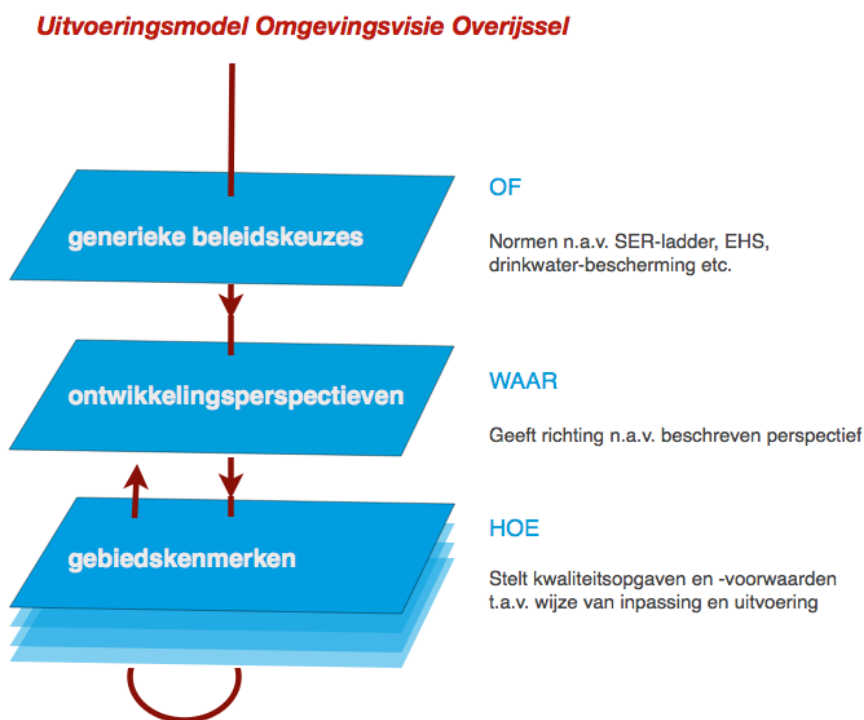 Uitvoeringsmodel Omgevingsvisie Overijssel
generieke beleidskeuzes
OF
Normen n.a.v. SER-ladder, EHS,
drinkwater-bescherming etc.
ontwikkelingsperspectieven
WAAR
Geeft richting n.a.v. beschreven perspectief
gebiedskenmerken
HOE
Stelt kwaliteitsopgaven en -voorwaarden
t.a.v. wijze van inpassing en uitvoering